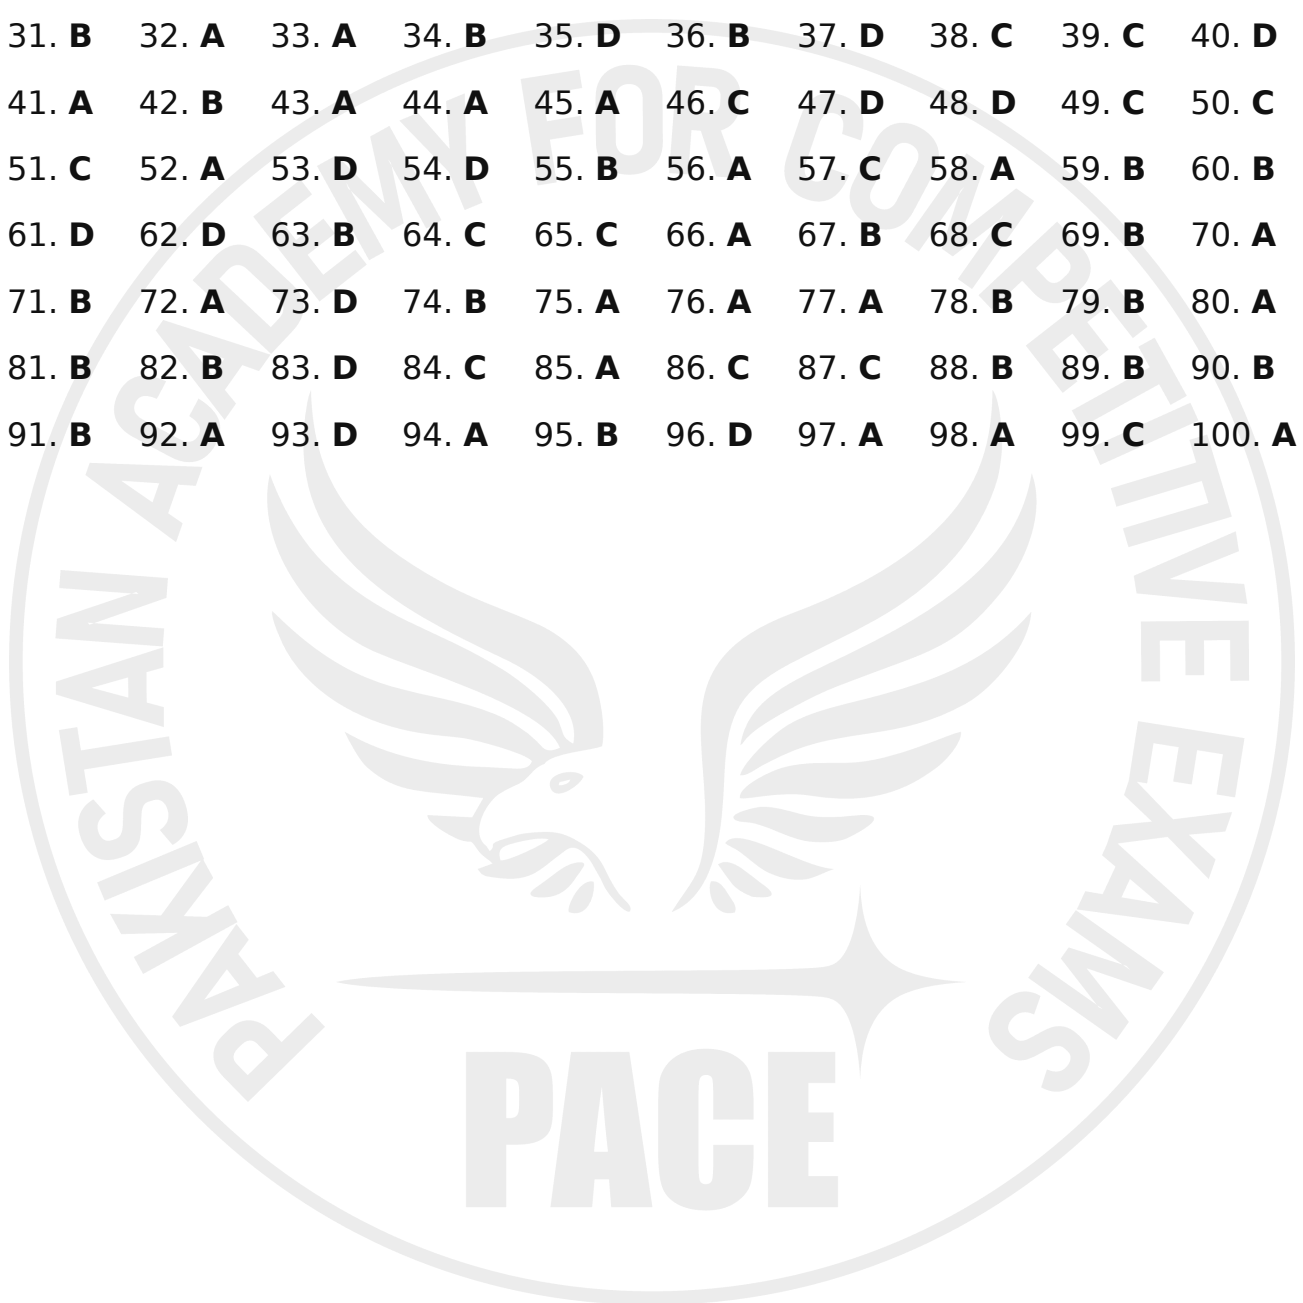 31. B 32. A 33. A 34. B 35. D 36. B 37. D 38. C 39. C 40. D
41. A 42. B 43. A 44. A 45. A 46. C 47. D 48. D 49. C 50. C
51. C 52. A 53. D 54. D 55. B 56. A 57. C 58. A 59. B 60. B
61. D 62. D 63. B 64. C 65. C 66. A 67. B 68. C 69. B 70. A
71. B 72. A 73. D 74. B 75. A 76. A 77. A 78. B 79. B 80. A
81. B 82. B 83. D 84. C 85. A 86. C 87. C 88. B 89. B 90. B
91. B 92. A 93. D 94. A 95. B 96. D 97. A 98. A 99. C 100. A
PAKISTAN ACADEMY FOR COMPETITIVE EXAMS
PACE